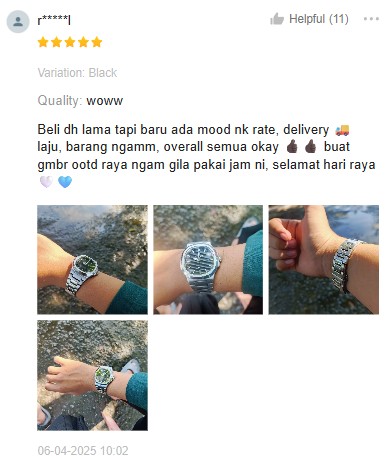 r*****l
Helpful (11)
Variation: Black
Quality: woww
Beli dh lama tapi baru ada mood nk rate, delivery 🚚
laju, barang ngamm, overall semua okay 👍🏿 👍🏿 buat
gmbr ootd raya ngam gila pakai jam ni, selamat hari raya
🤍 🩵
06-04-2025 10:02